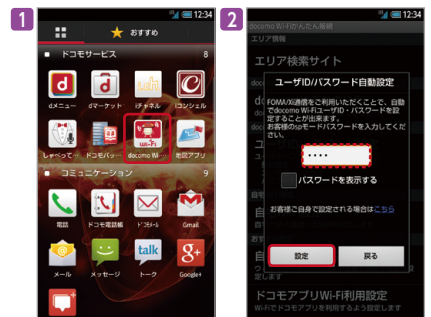 1
12:34
おすすめ
ドコモサービス 8
dメニュー dマーケット iチャネル iコンシェル
しゃべって… ドコモバッ… docomo Wi-… 地図アプリ
コミュニケーション 9
電話 ドコモ電話帳 ドコモメール Gmail
talk
メール メッセージ トーク Google+
2
12:34
docomo Wi-Fiかんたん接続
エリア情報
エリア検索サイト
ユーザID/パスワード自動設定
FOMA/Xi通信をご利用いただくことで、自動
でdocomo Wi-FiユーザID・パスワードを設
定することが出来ます。
お客様のspモードパスワードを入力してくだ
さい。
••••
パスワードを表示する
お客様ご自身で設定される場合はこちら
設定 戻る
ドコモアプリWi-Fi利用設定
Wi-Fiでドコモアプリを利用するよう設定します